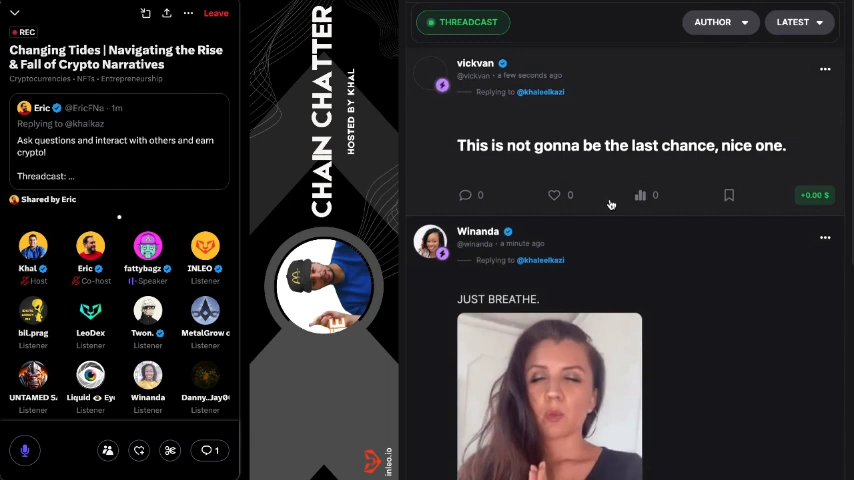 Leave
REC
Changing Tides | Navigating the Rise
& Fall of Crypto Narratives
Cryptocurrencies • NFTs • Entrepreneurship
Eric @EricFNa · 1m
Replying to @khalkaz
Ask questions and interact with others and earn
crypto!
Threadcast: ...
Shared by Eric
Khal Eric fattybagz INLEO
Host Co-host Speaker Listener
bil.prag LeoDex Twon. MetalGrow c
Listener Listener Listener Listener
UNTAMED S Liquid Ey Winanda Danny..Jay0
Listener Listener Listener Listener
1
CHAIN CHATTER
HOSTED BY KHAL
inleo.io
THREADCAST AUTHOR LATEST
vickvan
@vickvan • a few seconds ago
Replying to @khaleelkazi
This is not gonna be the last chance, nice one.
0 0 0 +0.00 $
Winanda
@winanda • a minute ago
Replying to @khaleelkazi
JUST BREATHE.